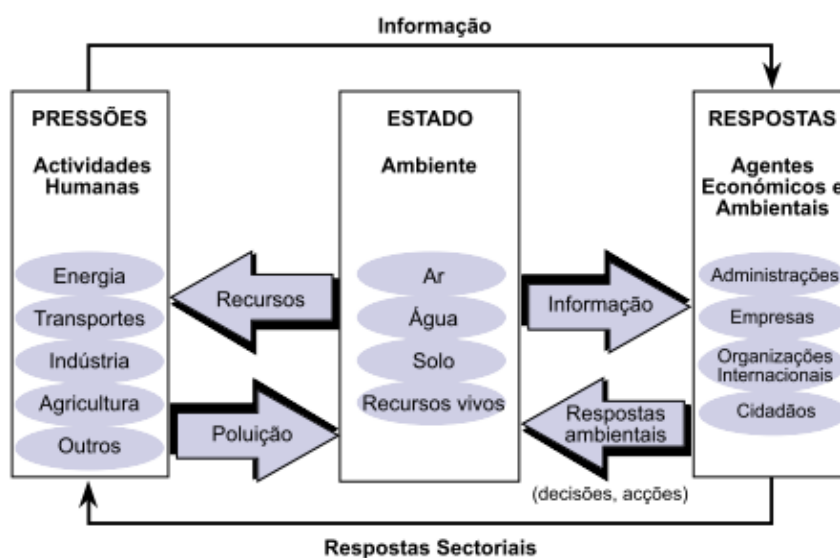 Informação
PRESSÕES
Actividades
Humanas
Energia
Transportes
Indústria
Agricultura
Outros
Recursos
Poluição
ESTADO
Ambiente
Ar
Água
Solo
Recursos vivos
Informação
Respostas
ambientais
(decisões, acções)
RESPOSTAS
Agentes
Económicos e
Ambientais
Administrações
Empresas
Organizações
Internacionais
Cidadãos
Respostas Sectoriais